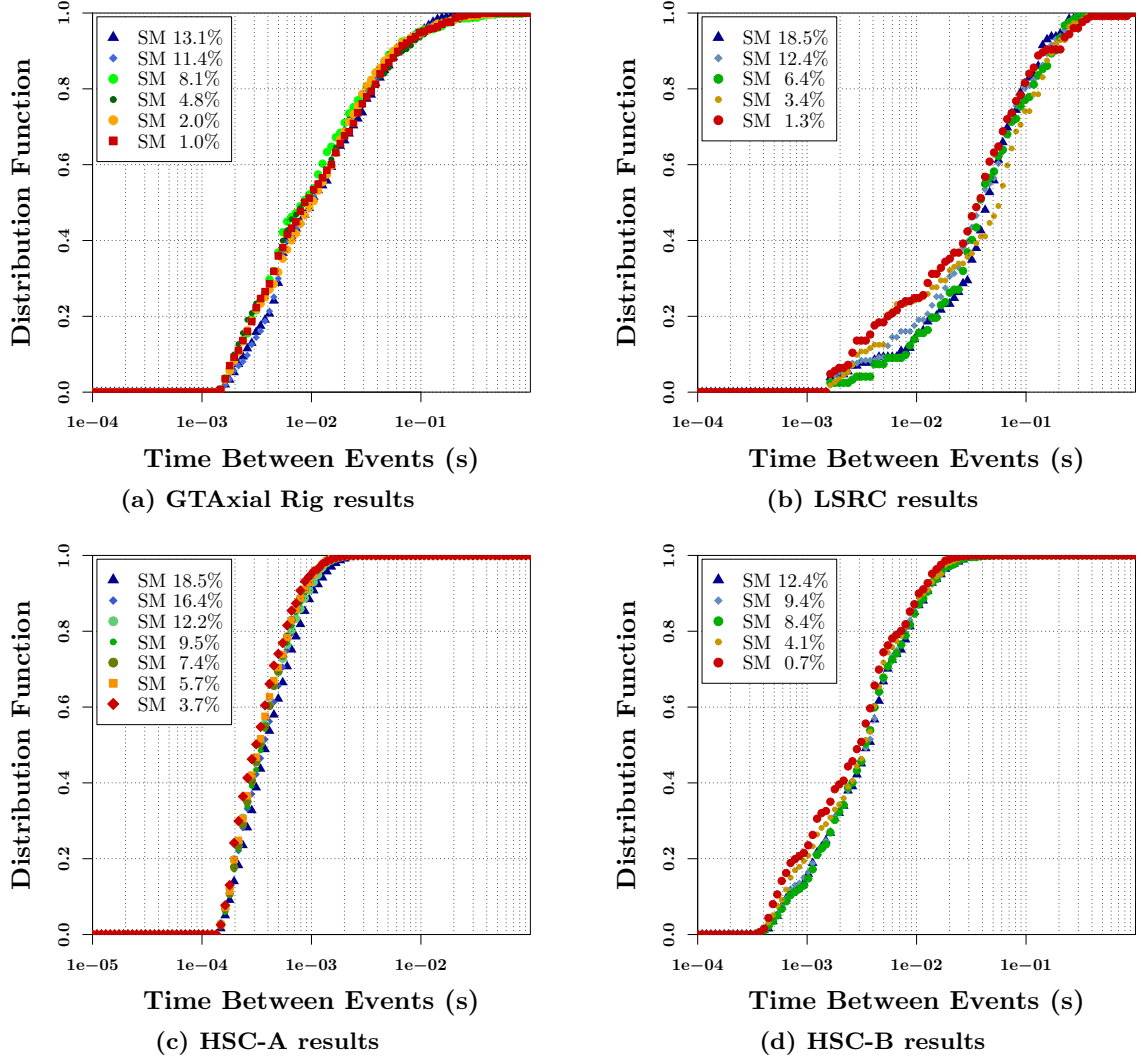 Distribution Function
0.0 0.2 0.4 0.6 0.8 1.0
SM 13.1%
SM 11.4%
SM 8.1%
SM 4.8%
SM 2.0%
SM 1.0%
1e−04 1e−03 1e−02 1e−01
Time Between Events (s)
(a) GTAxial Rig results
Distribution Function
0.0 0.2 0.4 0.6 0.8 1.0
SM 18.5%
SM 12.4%
SM 6.4%
SM 3.4%
SM 1.3%
1e−04 1e−03 1e−02 1e−01
Time Between Events (s)
(b) LSRC results
Distribution Function
0.0 0.2 0.4 0.6 0.8 1.0
SM 18.5%
SM 16.4%
SM 12.2%
SM 9.5%
SM 7.4%
SM 5.7%
SM 3.7%
1e−05 1e−04 1e−03 1e−02
Time Between Events (s)
(c) HSC-A results
Distribution Function
0.0 0.2 0.4 0.6 0.8 1.0
SM 12.4%
SM 9.4%
SM 8.4%
SM 4.1%
SM 0.7%
1e−04 1e−03 1e−02 1e−01
Time Between Events (s)
(d) HSC-B results